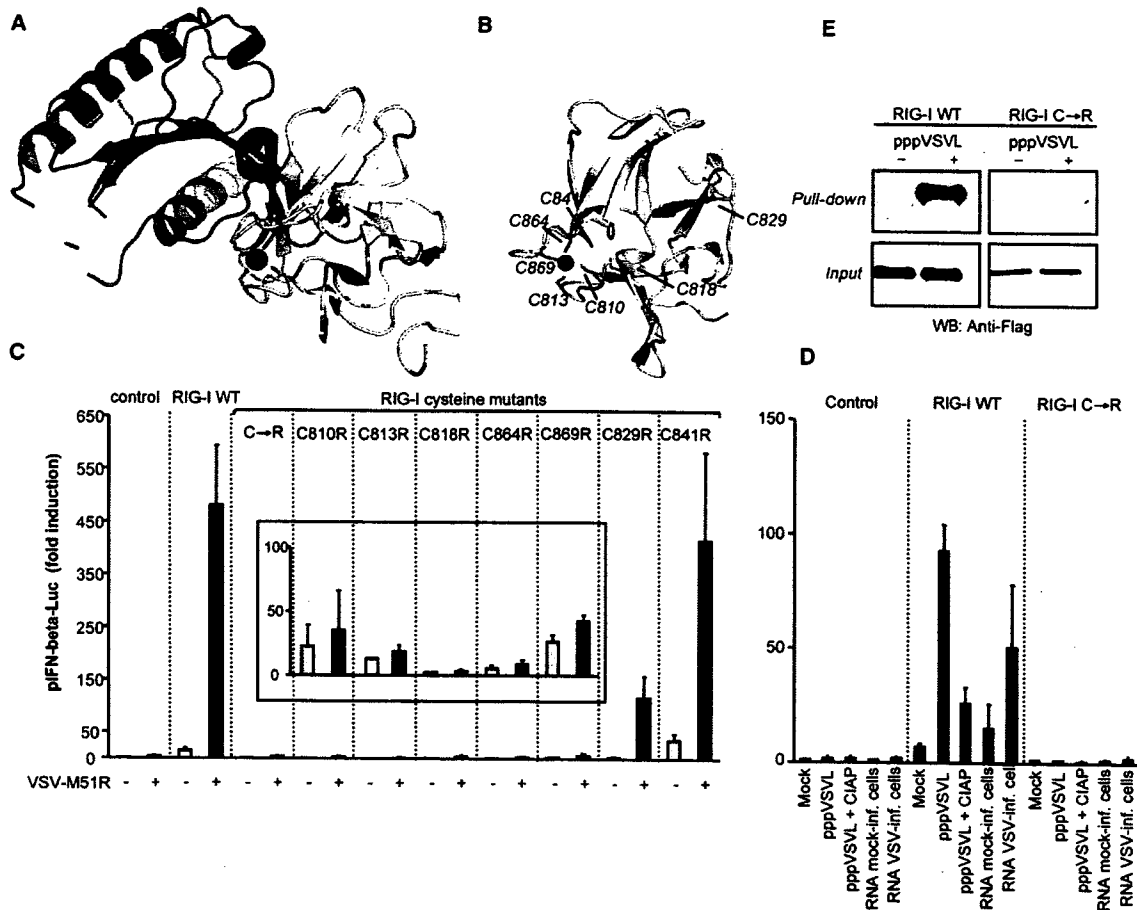 A
B
C841
C864
C829
C869
C818
C813
C810
E
RIG-I WT
RIG-I C→R
pppVSVL
pppVSVL
- +
- +
Pull-down
Input
WB: Anti-Flag
C
control
RIG-I WT
RIG-I cysteine mutants
C→R
C810R
C813R
C818R
C864R
C869R
C829R
C841R
pIFN-beta-Luc (fold induction)
650
550
450
350
250
150
50
0
100
50
0
VSV-M51R
- + - + - + - + - + - + - + - + - + - +
D
Control
RIG-I WT
RIG-I C→R
150
100
50
0
Mock
pppVSVL
pppVSVL + CIAP
RNA mock-inf. cells
RNA VSV-inf. cells
Mock
pppVSVL
pppVSVL + CIAP
RNA mock-inf. cells
RNA VSV-inf. cells
Mock
pppVSVL
pppVSVL + CIAP
RNA mock-inf. cells
RNA VSV-inf. cells